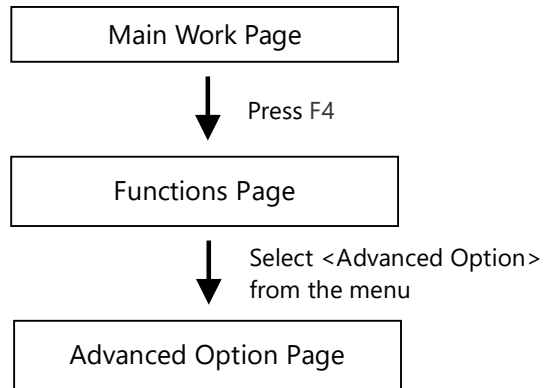 Main Work Page
Press F4
Functions Page
Select <Advanced Option>
from the menu
Advanced Option Page